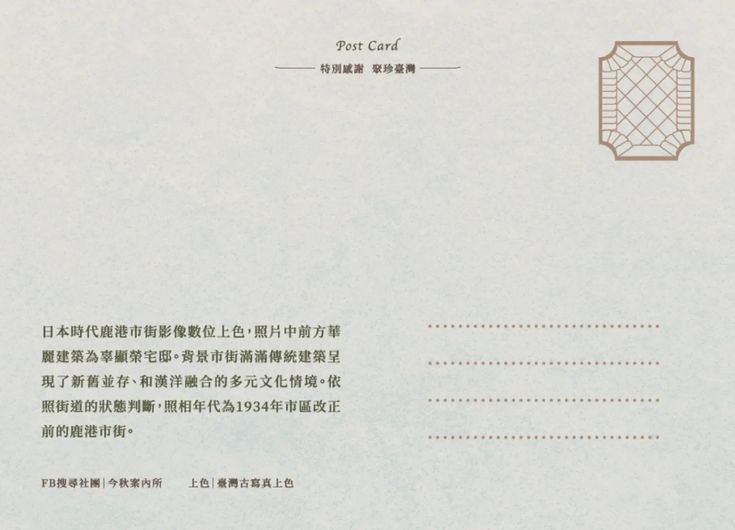 Post Card
特別感謝 聚珍臺灣
日本時代鹿港市街影像數位上色，照片中前方華
麗建築為辜顯榮宅邸。背景市街滿滿傳統建築呈
現了新舊並存、和漢洋融合的多元文化情境。依
照街道的狀態判斷，照相年代為1934年市區改正
前的鹿港市街。
FB搜尋社團|今秋案內所 上色|臺灣古寫真上色